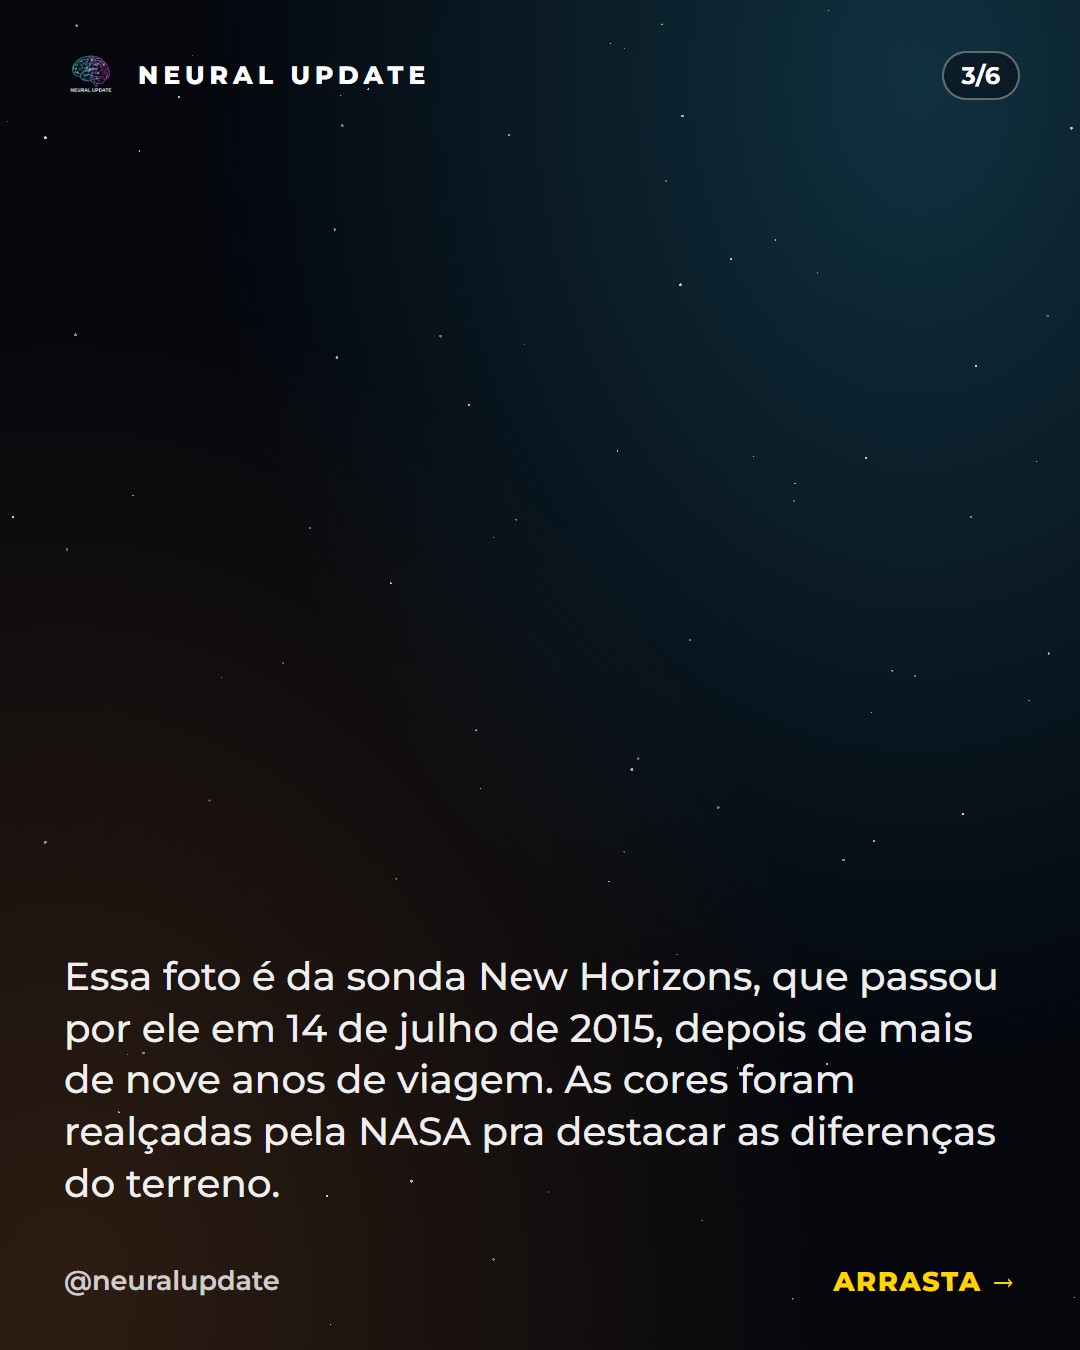 NEURAL UPDATE
NEURAL UPDATE
3/6
Essa foto é da sonda New Horizons, que passou
por ele em 14 de julho de 2015, depois de mais
de nove anos de viagem. As cores foram
realçadas pela NASA pra destacar as diferenças
do terreno.
@neuralupdate
ARRASTA →